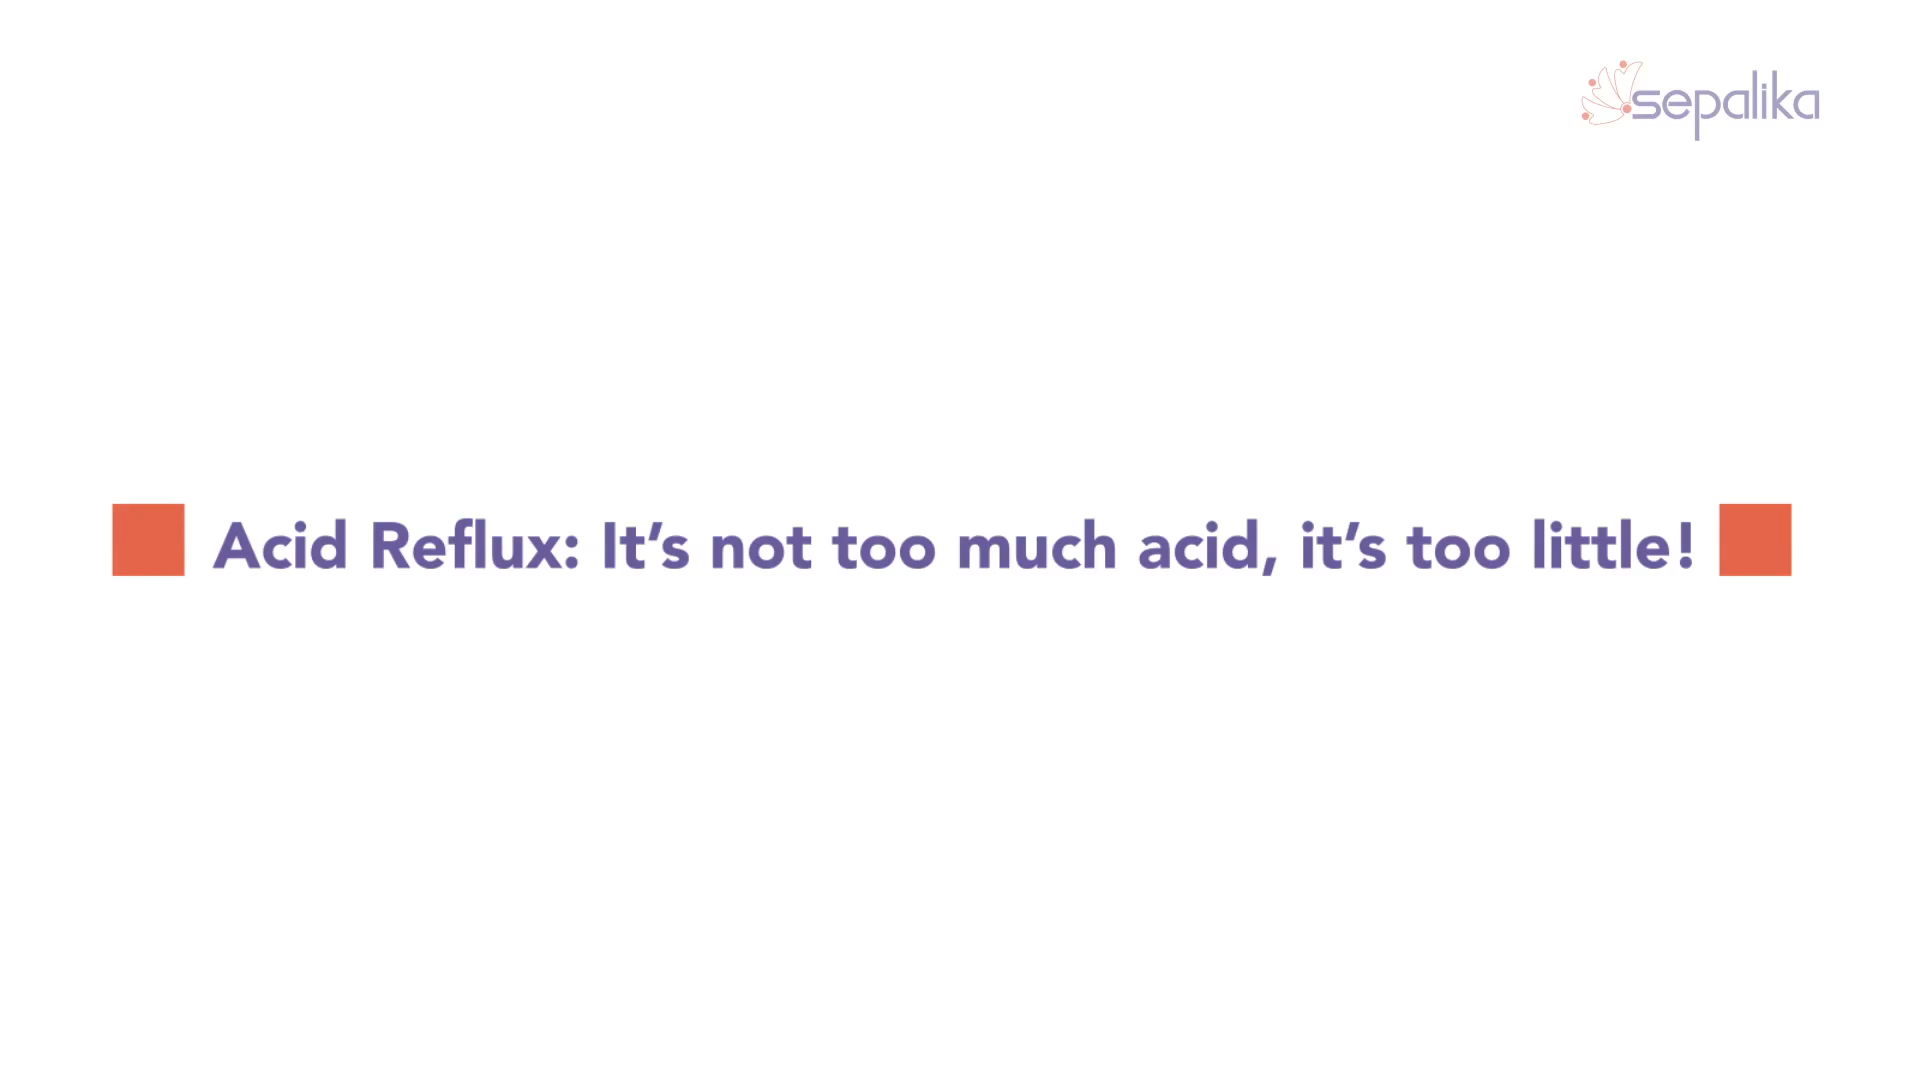 sepalika
Acid Reflux: It’s not too much acid, it’s too little!